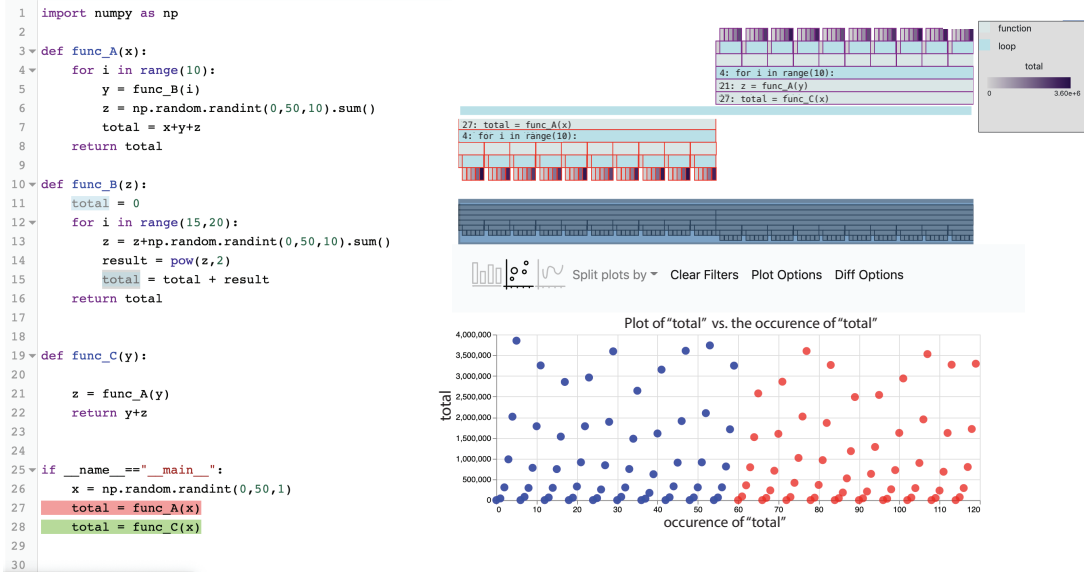 1 import numpy as np
2
3 def func_A(x):
4 for i in range(10):
5 y = func_B(i)
6 z = np.random.randint(0,50,10).sum()
7 total = x+y+z
8 return total
9
10 def func_B(z):
11 total = 0
12 for i in range(15,20):
13 z = z+np.random.randint(0,50,10).sum()
14 result = pow(z,2)
15 total = total + result
16 return total
17
18
19 def func_C(y):
20
21 z = func_A(y)
22 return y+z
23
24
25 if __name__=="__main__":
26 x = np.random.randint(0,50,1)
27 total = func_A(x)
28 total = func_C(x)
29
30
function
loop
total
0 3.60e+6
4: for i in range(10):
21: z = func_A(y)
27: total = func_C(x)
27: total = func_A(x)
4: for i in range(10):
Split plots by Clear Filters Plot Options Diff Options
Plot of "total" vs. the occurence of "total"
total
4,000,000
3,500,000
3,000,000
2,500,000
2,000,000
1,500,000
1,000,000
500,000
0
0 10 20 30 40 50 60 70 80 90 100 110 120
occurence of "total"